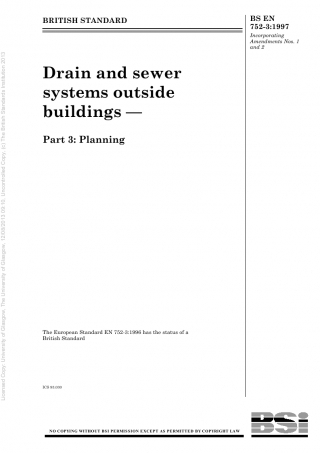 BRITISH STANDARD
BS EN
752-3:1997
Incorporating
Amendments Nos. 1
and 2
Drain and sewer
systems outside
buildings —
Part 3: Planning
The European Standard EN 752-3:1996 has the status of a
British Standard
NO COPYING WITHOUT BSI PERMISSION EXCEPT AS PERMITTED BY COPYRIGHT LAW
BSi